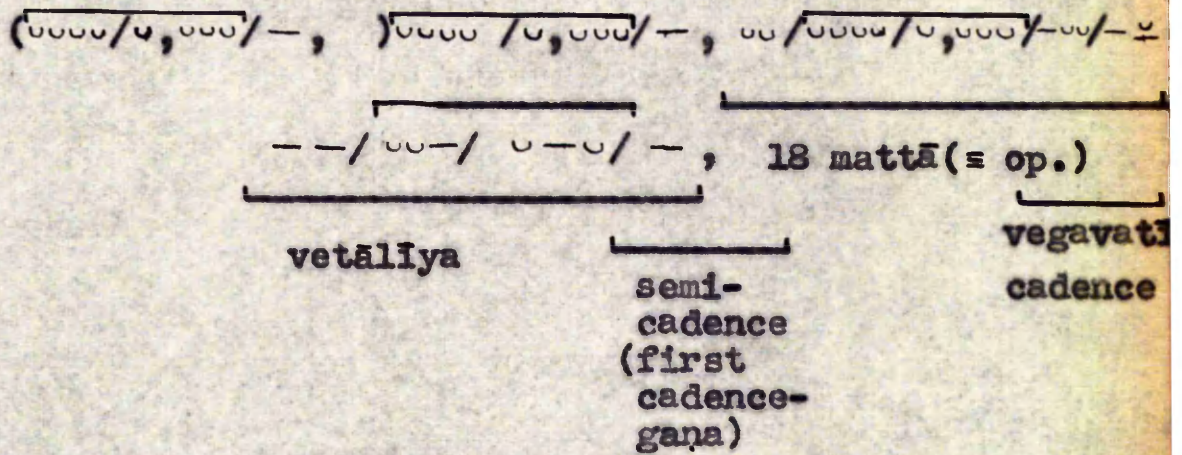 (⏑⏑⏑⏑/⏑,⏑⏑⏑/—, )⏑⏑⏑⏑ /⏑,⏑⏑⏑/—, ⏑⏑/⏑⏑⏑⏑/⏑,⏑⏑⏑/—⏑⏑/—⏓
— —/ ⏑⏑—/ ⏑—⏑/ —, 18 mattā(≡ op.)
vetālīya
vegavatī
semi-
cadence
cadence
(first
cadence-
gaṇa)